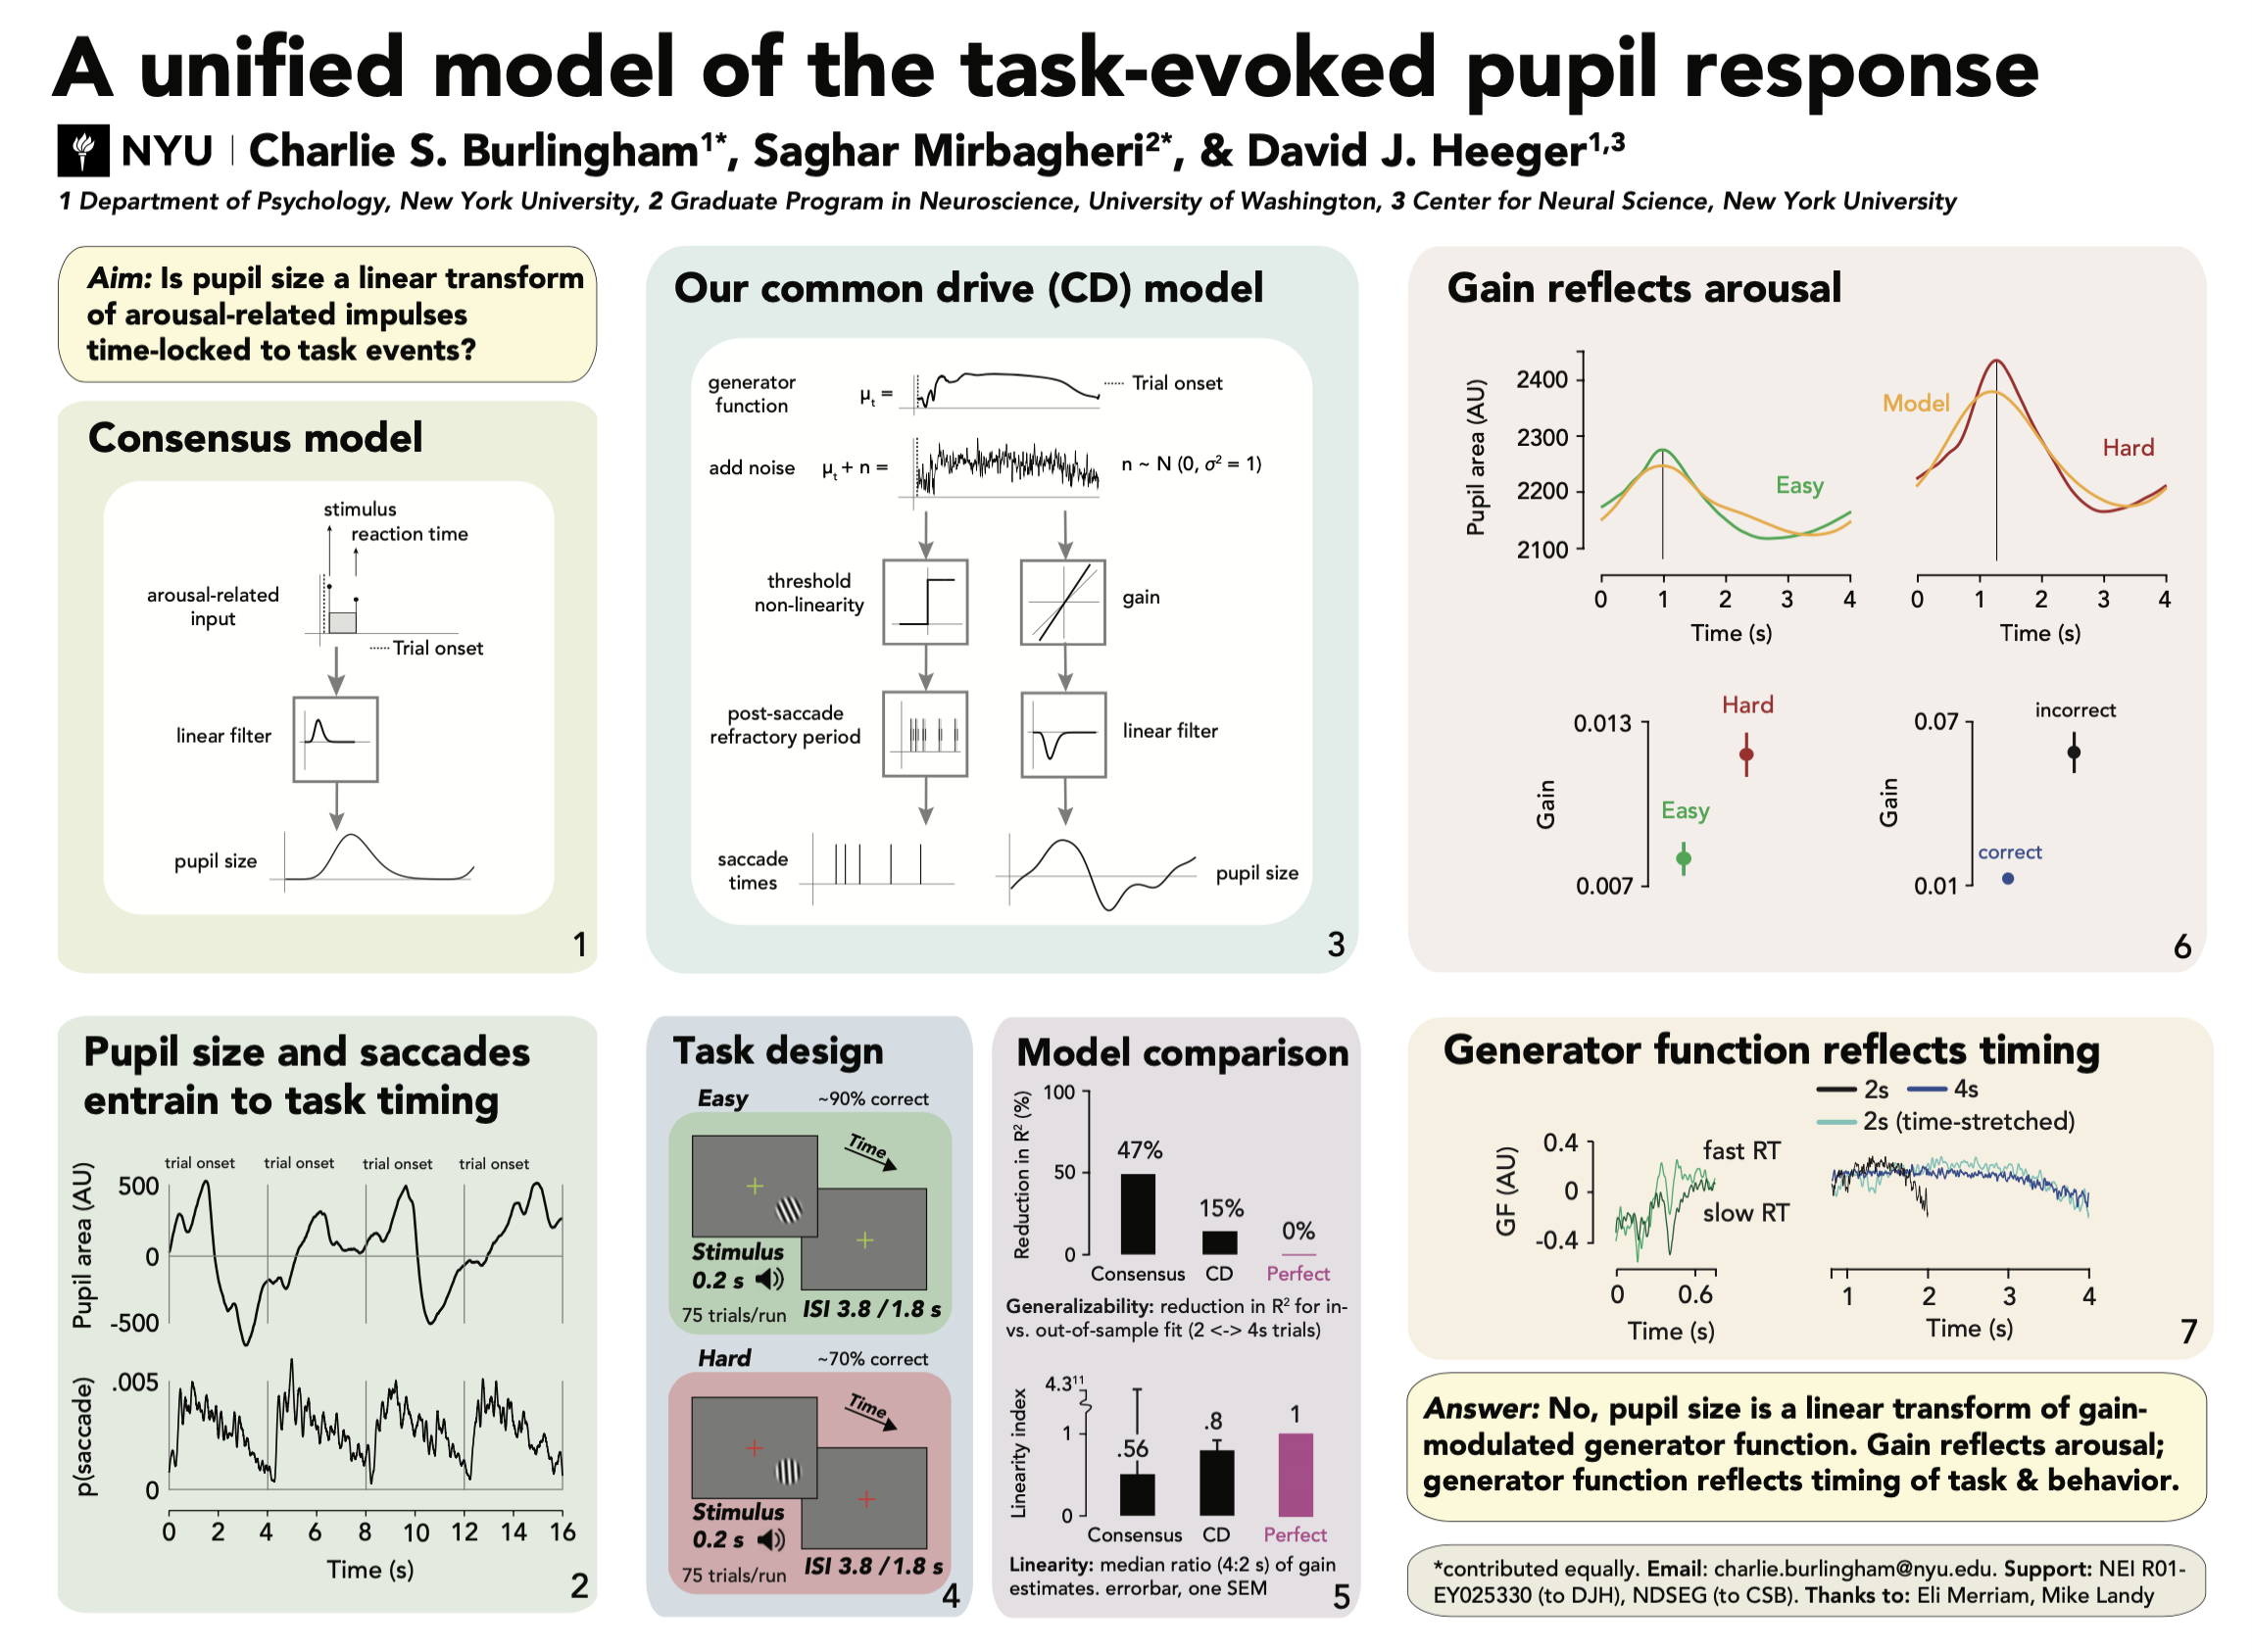 A unified model of the task-evoked pupil response
NYU | Charlie S. Burlingham1*, Saghar Mirbagheri2*, & David J. Heeger1,3
1 Department of Psychology, New York University, 2 Graduate Program in Neuroscience, University of Washington, 3 Center for Neural Science, New York University
Aim: Is pupil size a linear transform
of arousal-related impulses
time-locked to task events?
Consensus model
stimulus
reaction time
arousal-related
input
Trial onset
linear filter
pupil size
1
Pupil size and saccades
entrain to task timing
trial onset trial onset trial onset trial onset
Pupil area (AU)
500
0
-500
p(saccade)
.005
0
0 2 4 6 8 10 12 14 16
Time (s)
2
Our common drive (CD) model
generator
function
μt =
Trial onset
add noise
μt + n =
n ~ N (0, σ² = 1)
threshold
non-linearity
gain
post-saccade
refractory period
linear filter
saccade
times
pupil size
3
Task design
Easy
~90% correct
Time
Stimulus
0.2 s
75 trials/run
ISI 3.8 / 1.8 s
Hard
~70% correct
Time
Stimulus
0.2 s
75 trials/run
ISI 3.8 / 1.8 s
4
Model comparison
Reduction in R² (%)
100
50
0
47%
15%
0%
Consensus CD Perfect
Generalizability: reduction in R² for in-
vs. out-of-sample fit (2 <-> 4s trials)
Linearity index
4.3¹¹
1
0
.56
.8
1
Consensus CD Perfect
Linearity: median ratio (4:2 s) of gain
estimates. errorbar, one SEM
5
Gain reflects arousal
Pupil area (AU)
2400
2300
2200
2100
Easy
Model
Hard
0 1 2 3 4
Time (s)
0 1 2 3 4
Time (s)
Gain
0.013
0.007
Hard
Easy
Gain
0.07
0.01
incorrect
correct
6
Generator function reflects timing
2s 4s
2s (time-stretched)
GF (AU)
0.4
0
-0.4
fast RT
slow RT
0 0.6
Time (s)
1 2 3 4
Time (s)
7
Answer: No, pupil size is a linear transform of gain-
modulated generator function. Gain reflects arousal;
generator function reflects timing of task & behavior.
*contributed equally. Email: charlie.burlingham@nyu.edu. Support: NEI R01-
EY025330 (to DJH), NDSEG (to CSB). Thanks to: Eli Merriam, Mike Landy